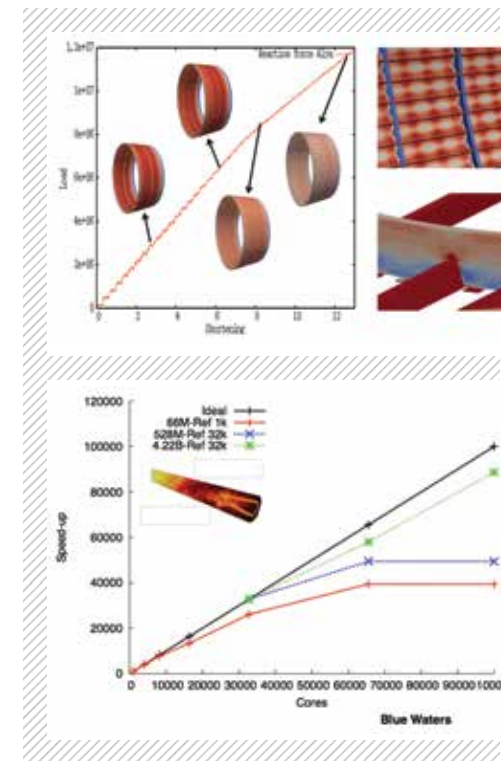 1.2e+07
Reaction Force
1e+07
8e+06
6e+06
4e+06
2e+06
0
Load
0 2 4 6 8 10 12
Shortening
120000
100000
80000
60000
40000
20000
0
Speed-up
Ideal
66M-Ref 1k
528M-Ref 32k
4.22B-Ref 32k
0 10000 20000 30000 40000 50000 60000 70000 80000 90000
Cores
Blue Waters